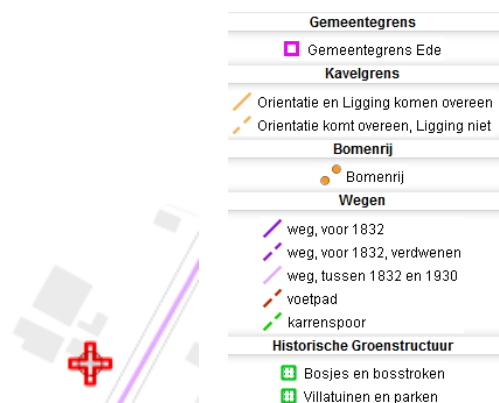 Gemeentegrens
Gemeentegrens Ede
Kavelgrens
Orientatie en Ligging komen overeen
Orientatie komt overeen, Ligging niet
Bomenrij
Bomenrij
Wegen
weg, voor 1832
weg, voor 1832, verdwenen
weg, tussen 1832 en 1930
voetpad
karrenspoor
Historische Groenstructuur
Bosjes en bosstroken
Villatuinen en parken